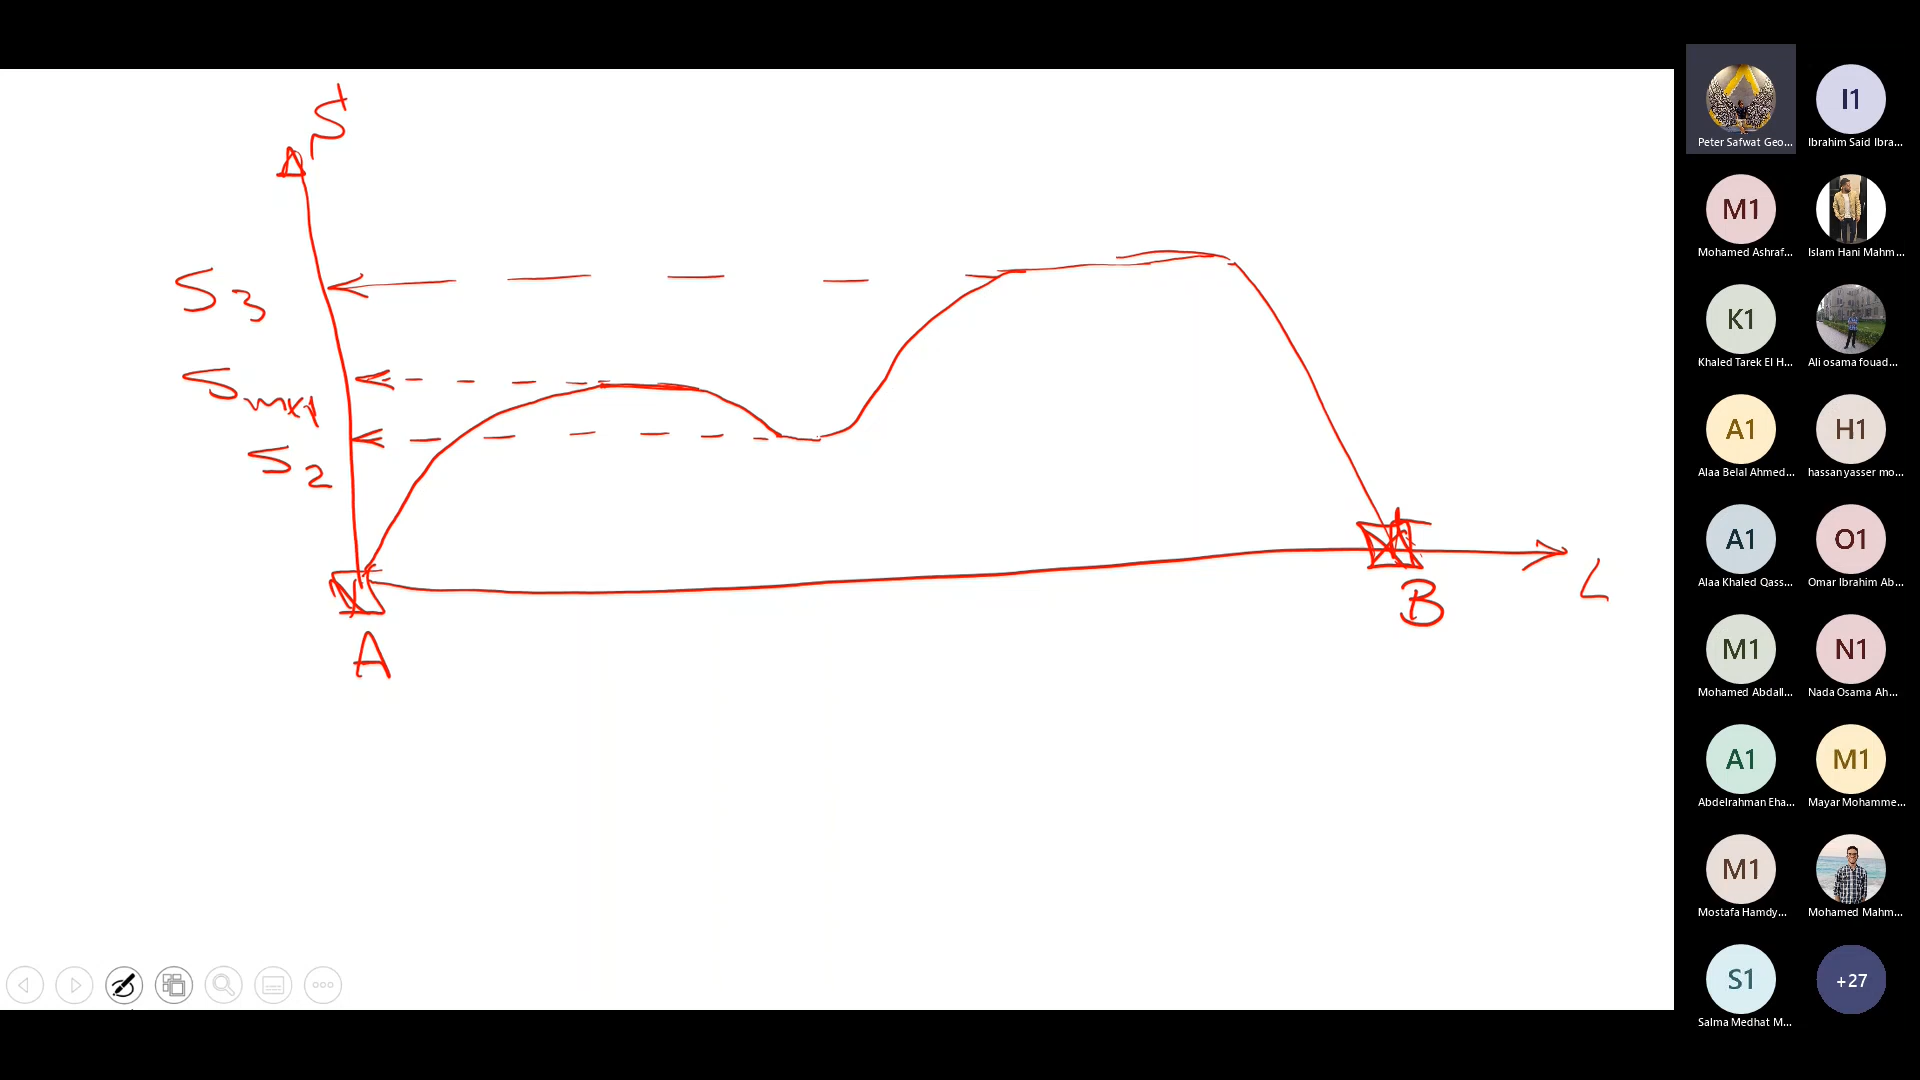 S
S3
Smx1
S2
A
B
L
Peter Safwat Geo...
I1
Ibrahim Said Ibra...
M1
Mohamed Ashraf...
Islam Hani Mahm...
K1
Khaled Tarek El H...
Ali osama fouad...
A1
Alaa Belal Ahmed...
H1
hassan yasser mo...
A1
Alaa Khaled Qass...
O1
Omar Ibrahim Ab...
M1
Mohamed Abdall...
N1
Nada Osama Ah...
A1
Abdelrahman Eha...
M1
Mayar Mohamme...
M1
Mostafa Hamdy...
Mohamed Mahm...
S1
Salma Medhat M...
+27